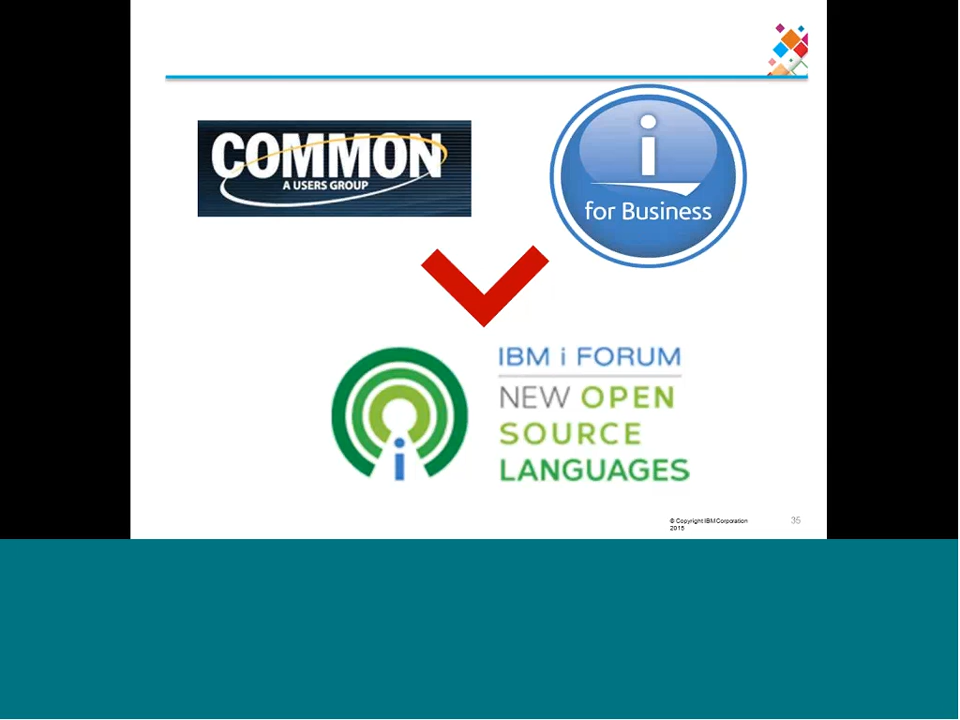 COMMON
A USERS GROUP
i
for Business
IBM i FORUM
NEW OPEN
SOURCE
LANGUAGES
i
© Copyright IBM Corporation
2015
35